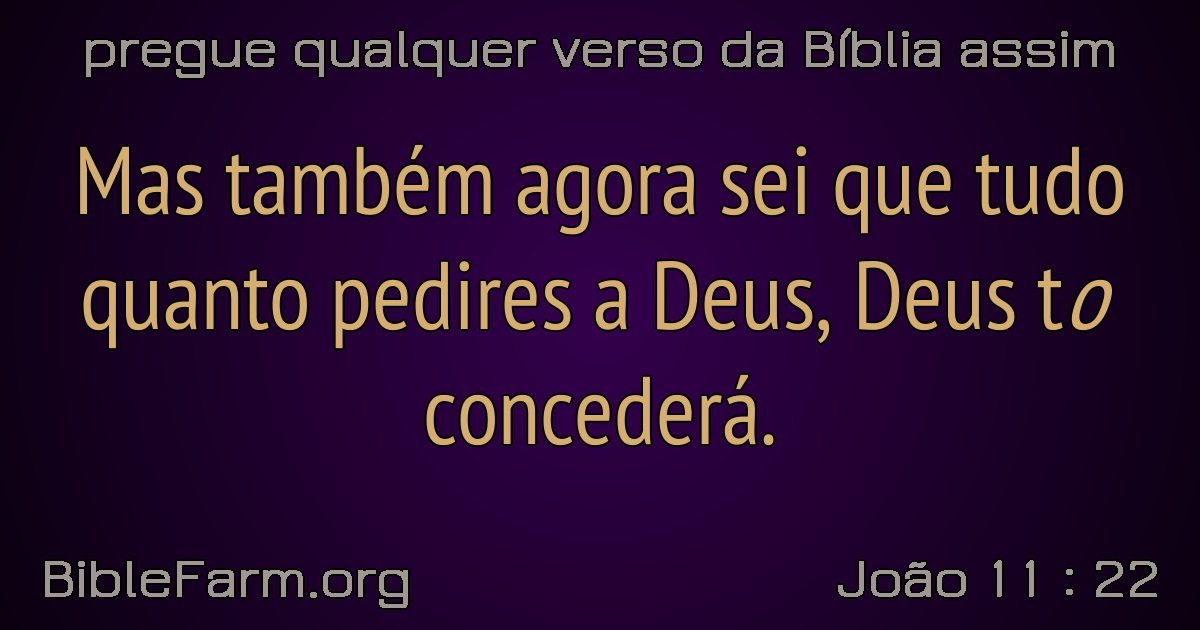 pregue qualquer verso da Bíblia assim
Mas também agora sei que tudo
quanto pedires a Deus, Deus to
concederá.
BibleFarm.org
João 11 : 22